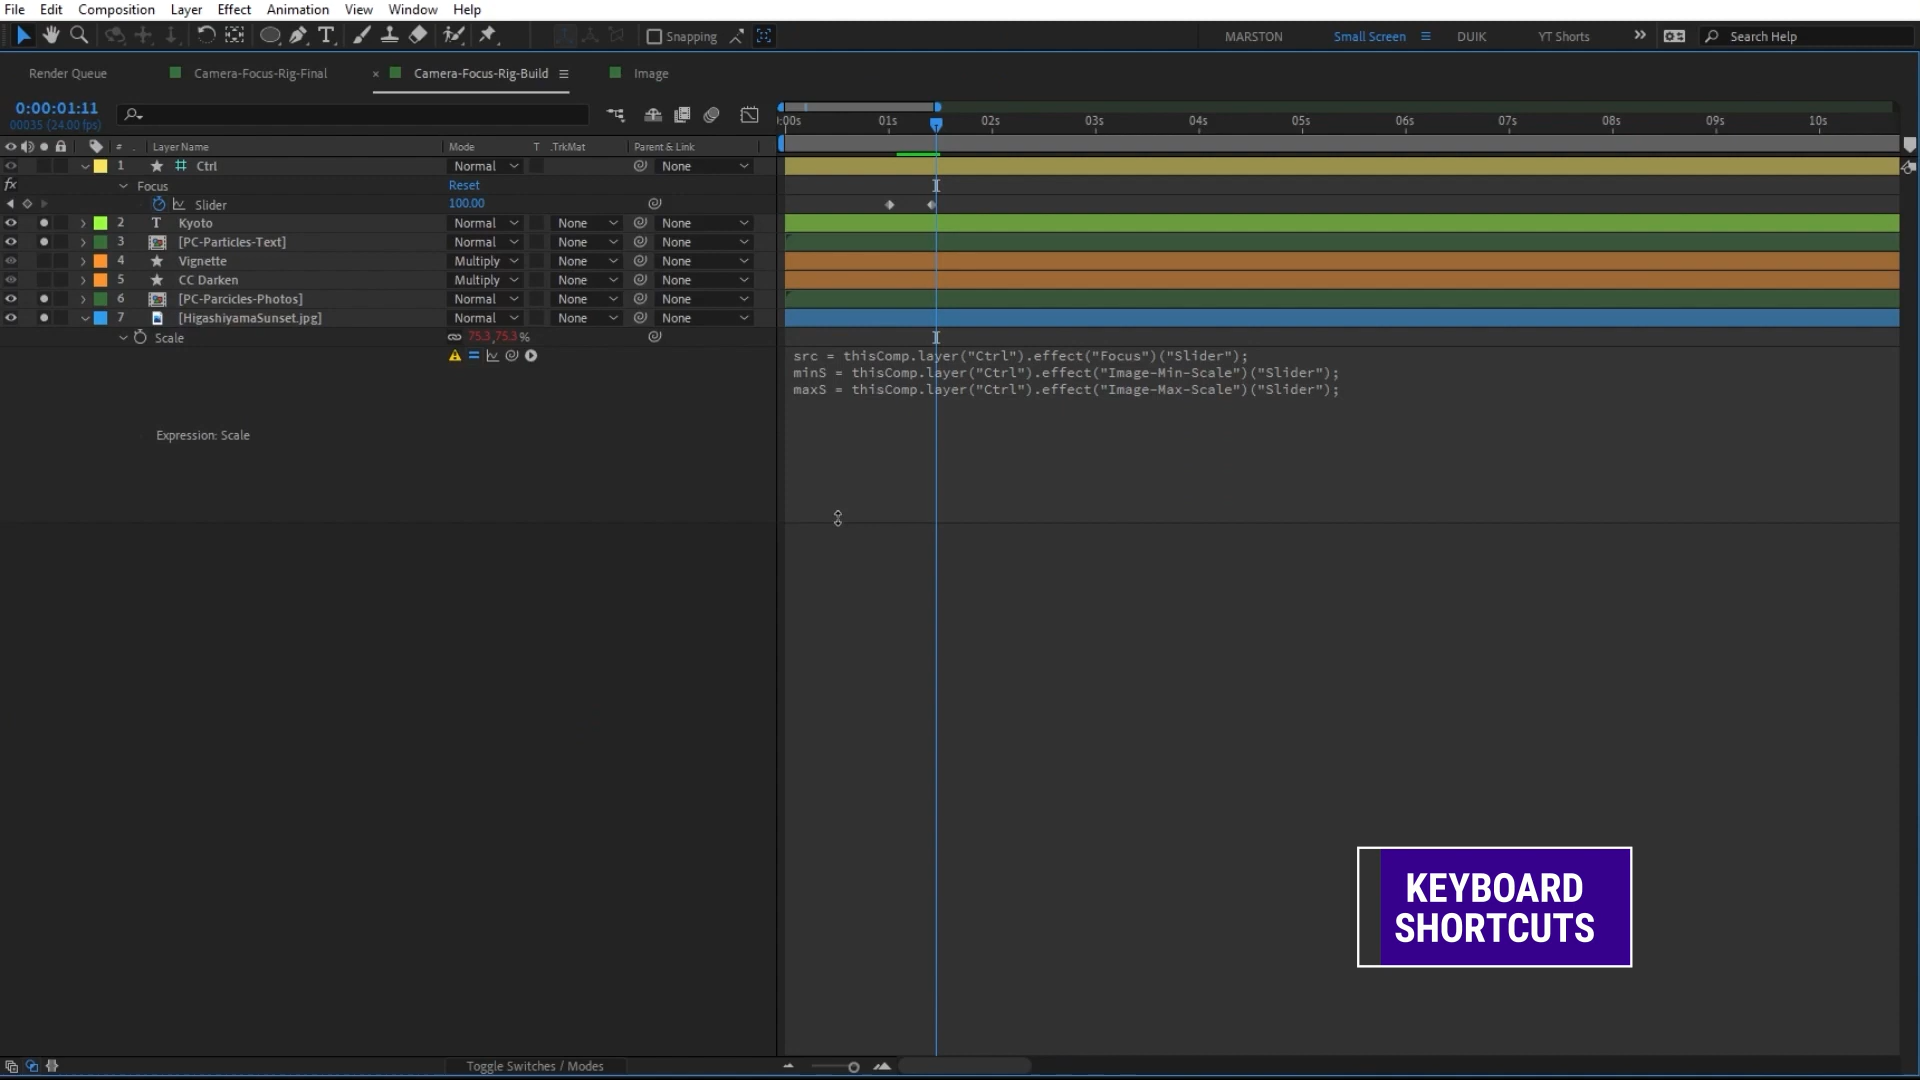 File Edit Composition Layer Effect Animation View Window Help
Snapping MARSTON Small Screen DUIK YT Shorts Search Help
Render Queue Camera-Focus-Rig-Final Camera-Focus-Rig-Build Image
0:00:01:11
00035 (24.00 fps)
:00s 01s 02s 03s 04s 05s 06s 07s 08s 09s 10s
# Layer Name Mode T .TrkMat Parent & Link
1 Ctrl Normal None
fx Focus Reset
Slider 100.00
2 T Kyoto Normal None None
3 [PC-Particles-Text] Normal None None
4 Vignette Multiply None None
5 CC Darken Multiply None None
6 [PC-Parcicles-Photos] Normal None None
7 [HigashiyamaSunset.jpg] Normal None None
Scale 75.3,75.3 %
src = thisComp.layer("Ctrl").effect("Focus")("Slider");
minS = thisComp.layer("Ctrl").effect("Image-Min-Scale")("Slider");
maxS = thisComp.layer("Ctrl").effect("Image-Max-Scale")("Slider");
Expression: Scale
KEYBOARD
SHORTCUTS
Toggle Switches / Modes